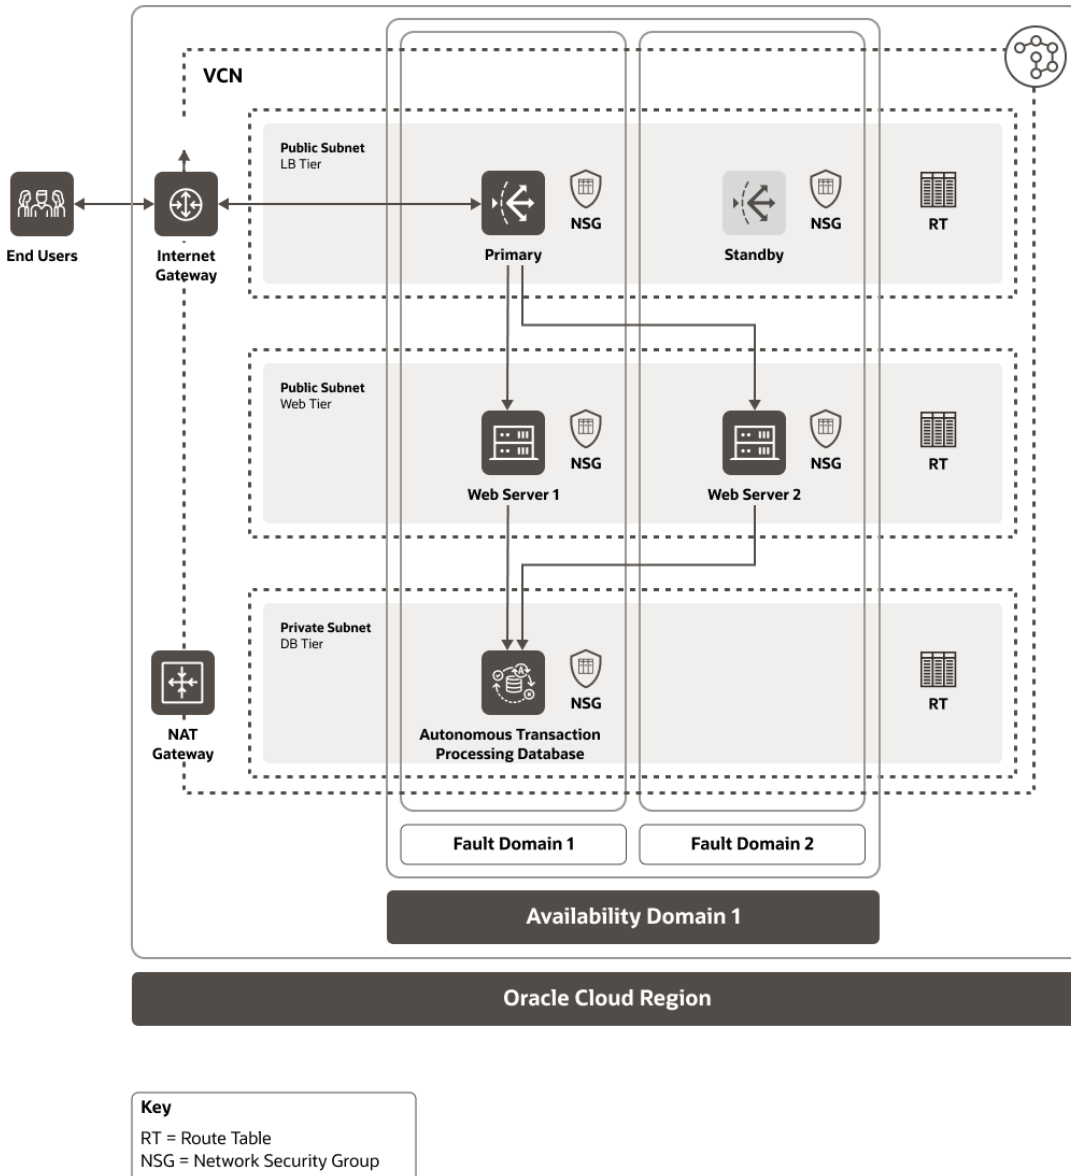 VCN
Public Subnet
LB Tier
NSG
NSG
RT
End Users
Internet
Gateway
Primary
Standby
Public Subnet
Web Tier
NSG
NSG
RT
Web Server 1
Web Server 2
Private Subnet
DB Tier
NSG
RT
NAT
Gateway
Autonomous Transaction
Processing Database
Fault Domain 1
Fault Domain 2
Availability Domain 1
Oracle Cloud Region
Key
RT = Route Table
NSG = Network Security Group